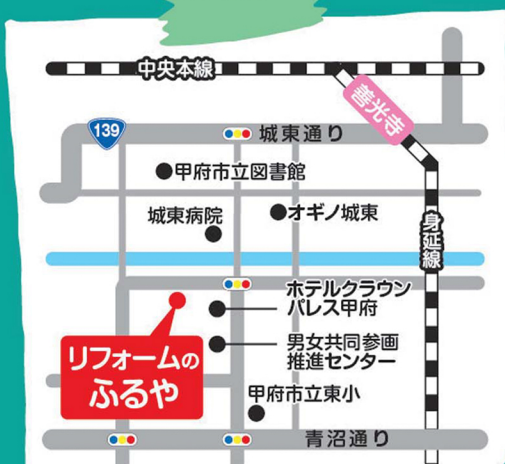 中央本線
善光寺
139
城東通り
甲府市立図書館
城東病院
オギノ城東
身延線
ホテルクラウン
パレス甲府
リフォームの
ふるや
男女共同参画
推進センター
甲府市立東小
青沼通り